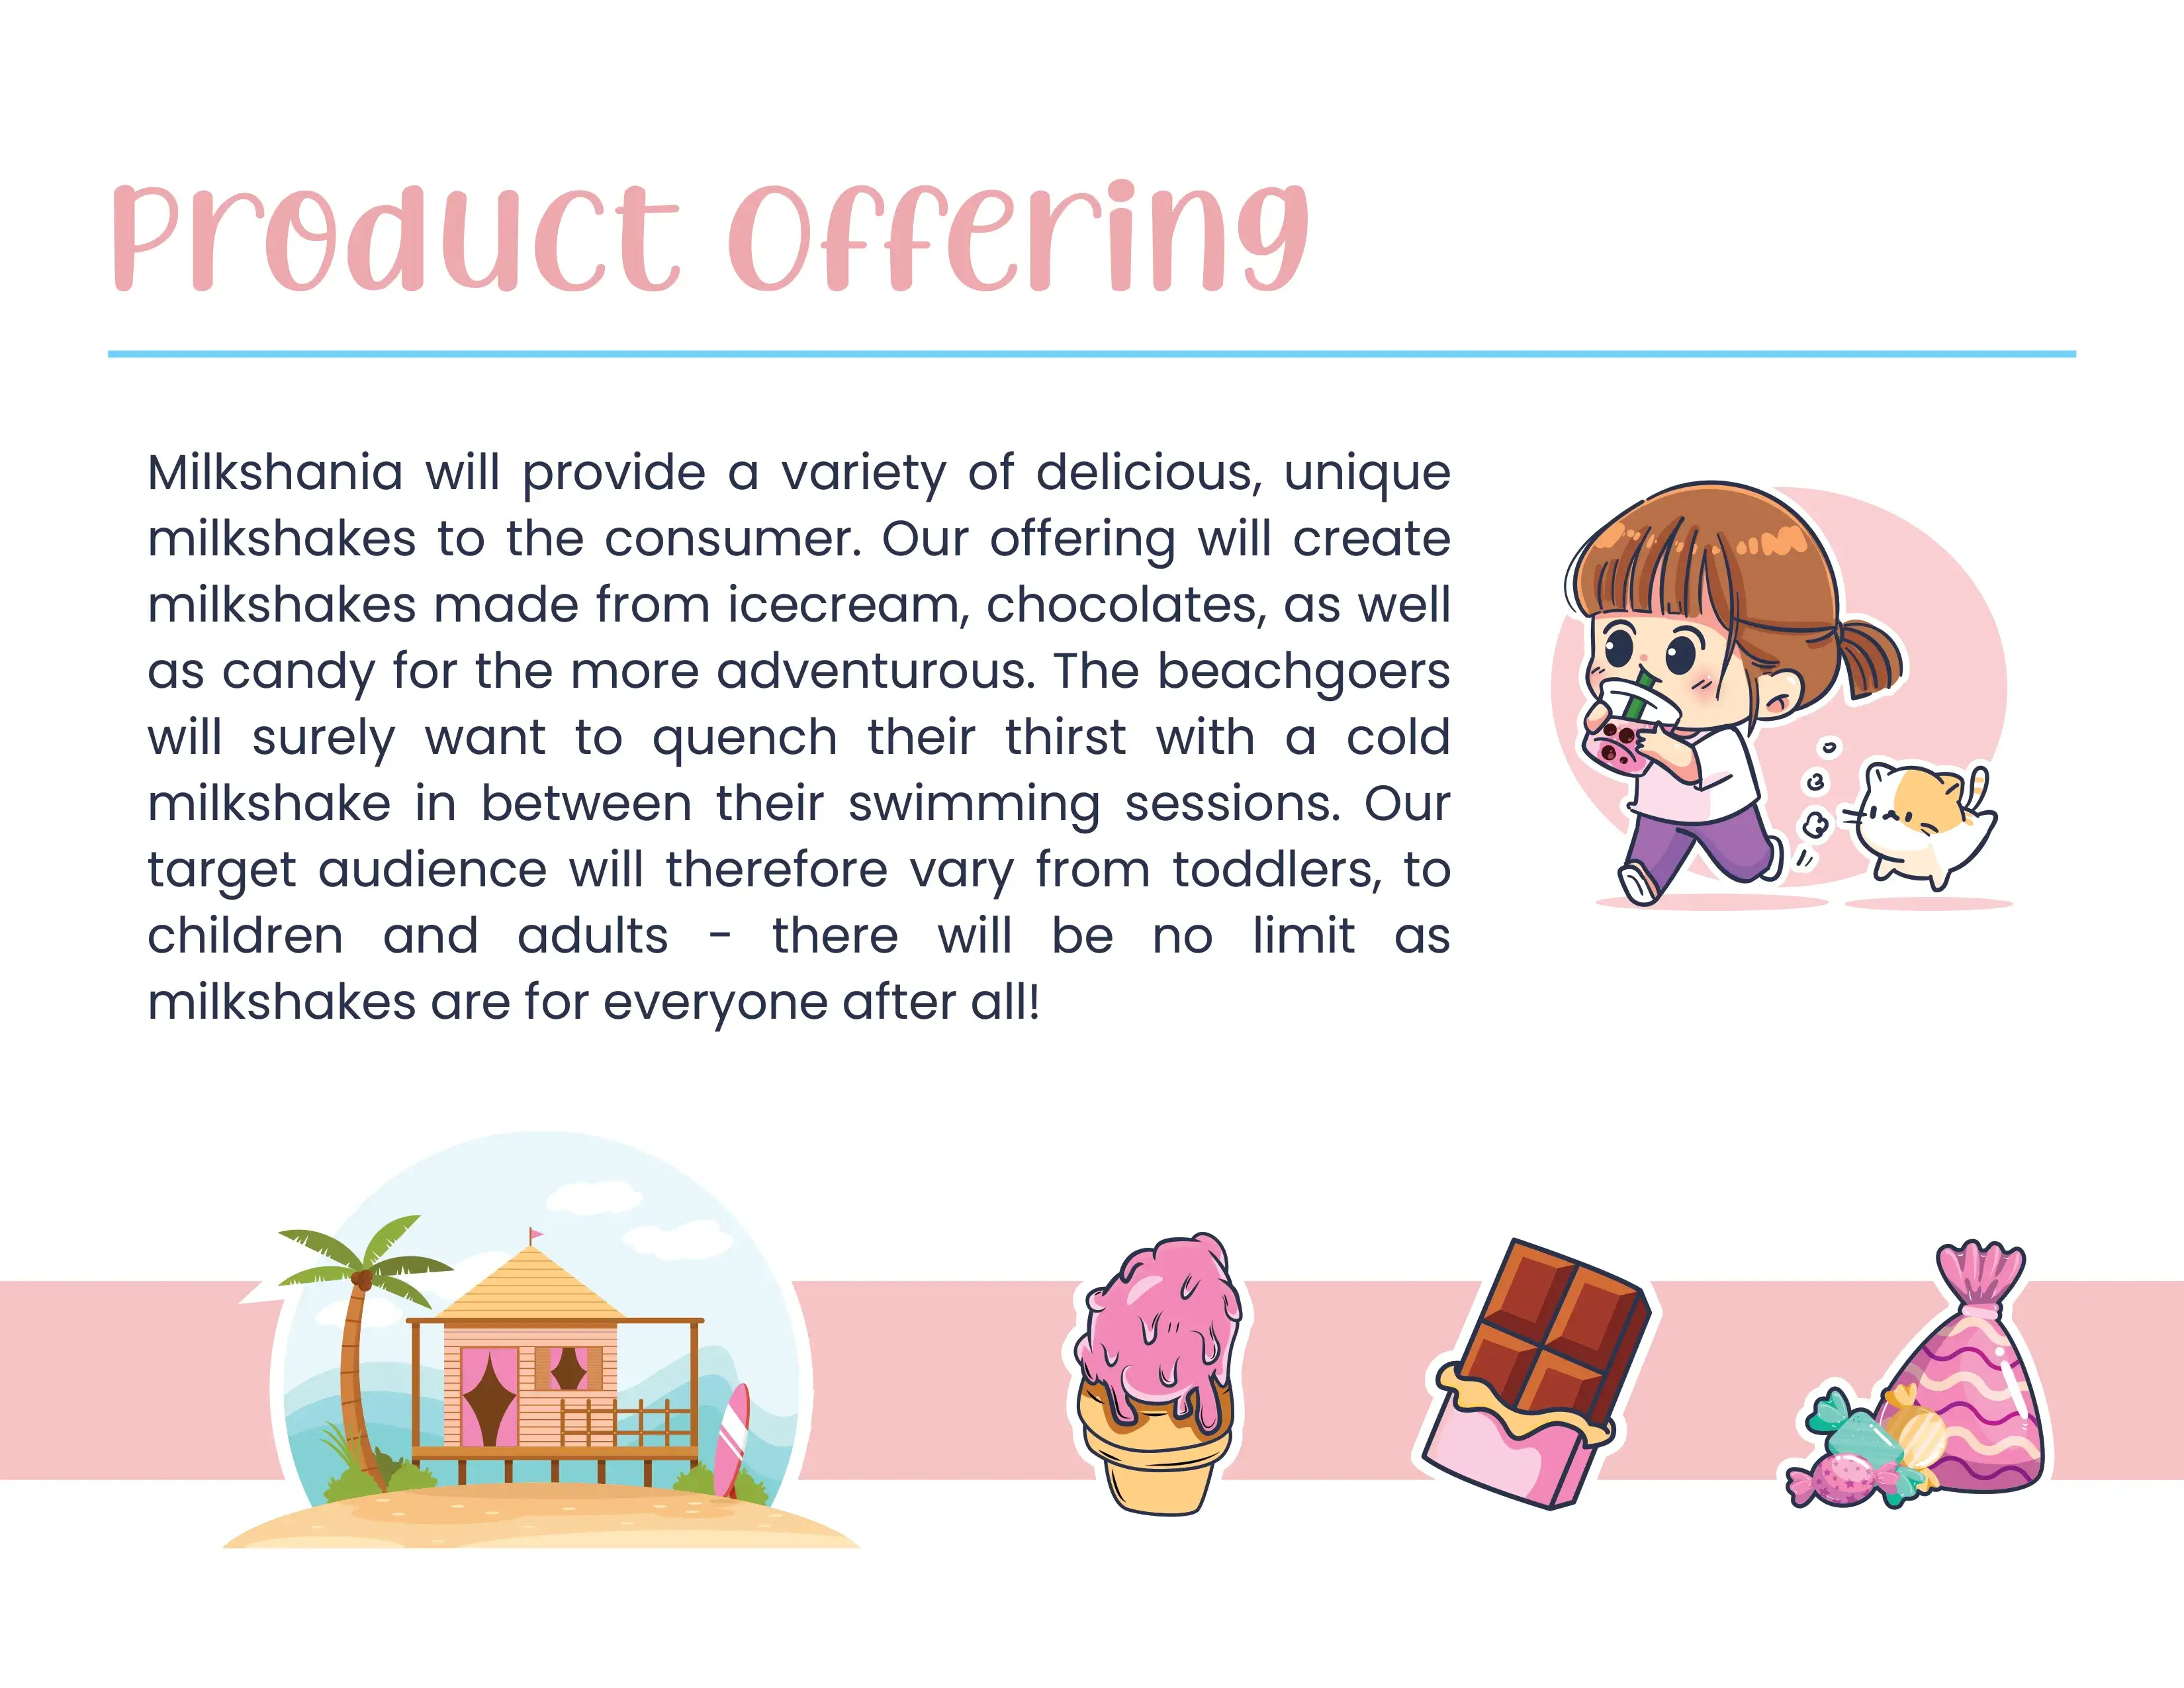 Product Offering
Milkshania will provide a variety of delicious, unique
milkshakes to the consumer. Our offering will create
milkshakes made from icecream, chocolates, as well
as candy for the more adventurous. The beachgoers
will surely want to quench their thirst with a cold
milkshake in between their swimming sessions. Our
target audience will therefore vary from toddlers, to
children and adults - there will be no limit as
milkshakes are for everyone after all!